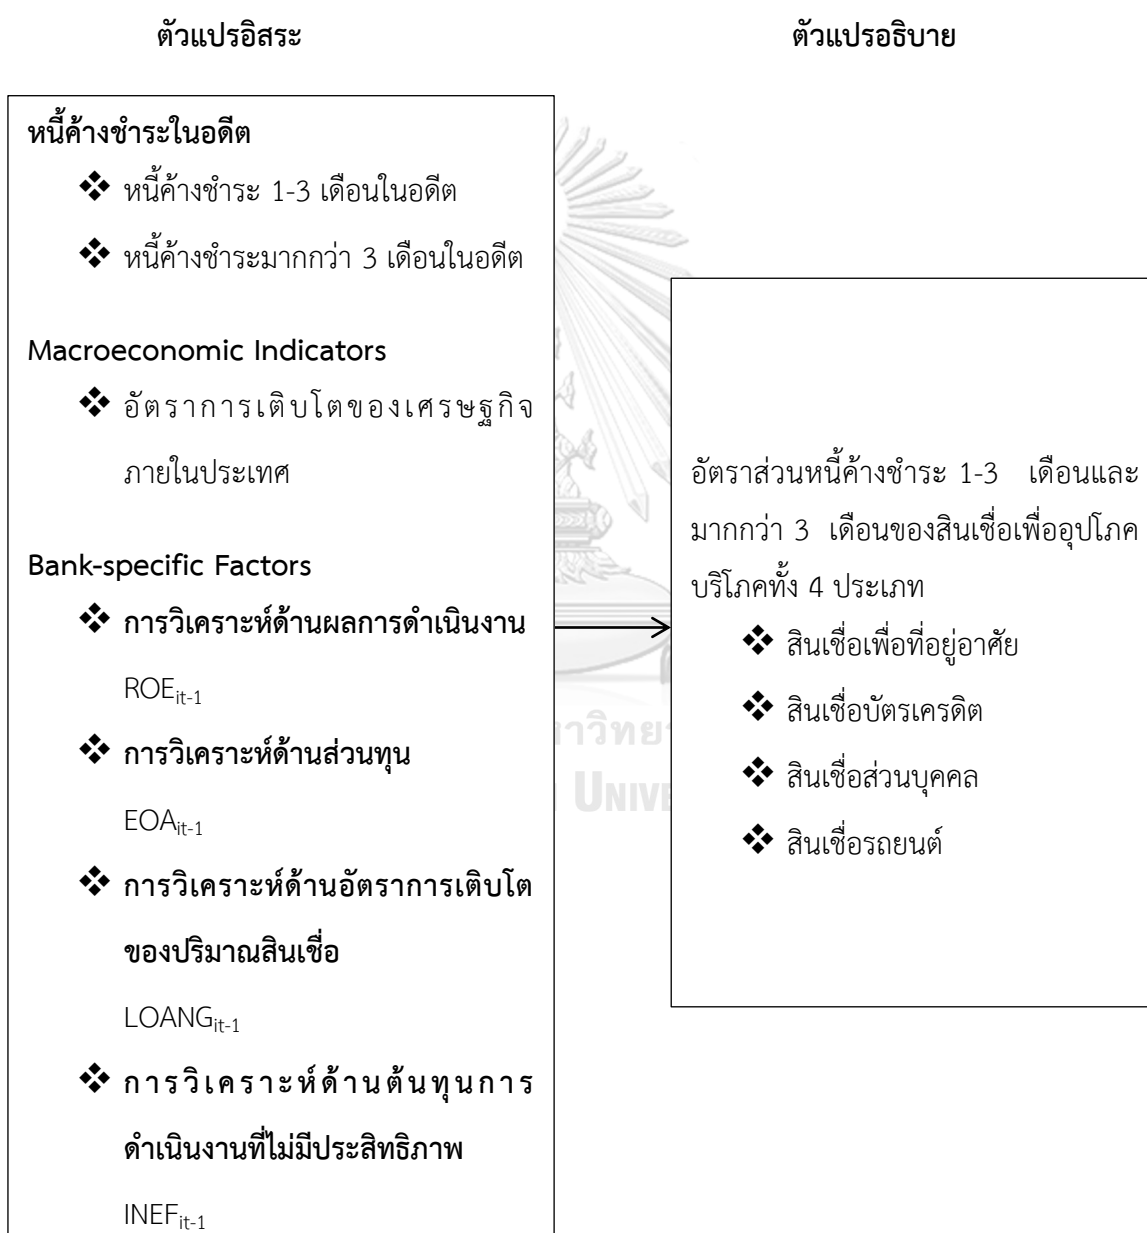 ตัวแปรอิสระ
ตัวแปรอธิบาย
หนี้ค้างชำระในอดีต
❖ หนี้ค้างชำระ 1-3 เดือนในอดีต
❖ หนี้ค้างชำระมากกว่า 3 เดือนในอดีต
Macroeconomic Indicators
❖ อัตราการเติบโตของเศรษฐกิจ
ภายในประเทศ
Bank-specific Factors
❖ การวิเคราะห์ด้านผลการดำเนินงาน
ROEit-1
❖ การวิเคราะห์ด้านส่วนทุน
EOAit-1
❖ การวิเคราะห์ด้านอัตราการเติบโต
ของปริมาณสินเชื่อ
LOANGit-1
❖ การวิเคราะห์ด้านต้นทุนการ
ดำเนินงานที่ไม่มีประสิทธิภาพ
INEFit-1
อัตราส่วนหนี้ค้างชำระ 1-3 เดือนและ
มากกว่า 3 เดือนของสินเชื่อเพื่ออุปโภค
บริโภคทั้ง 4 ประเภท
❖ สินเชื่อเพื่อที่อยู่อาศัย
❖ สินเชื่อบัตรเครดิต
❖ สินเชื่อส่วนบุคคล
❖ สินเชื่อรถยนต์